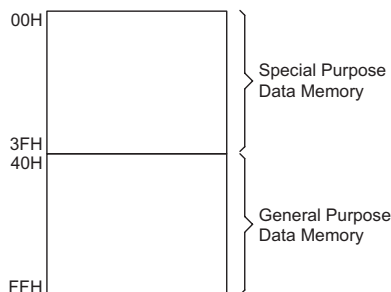 00H
Special Purpose
Data Memory
3FH
40H
General Purpose
Data Memory
FFH